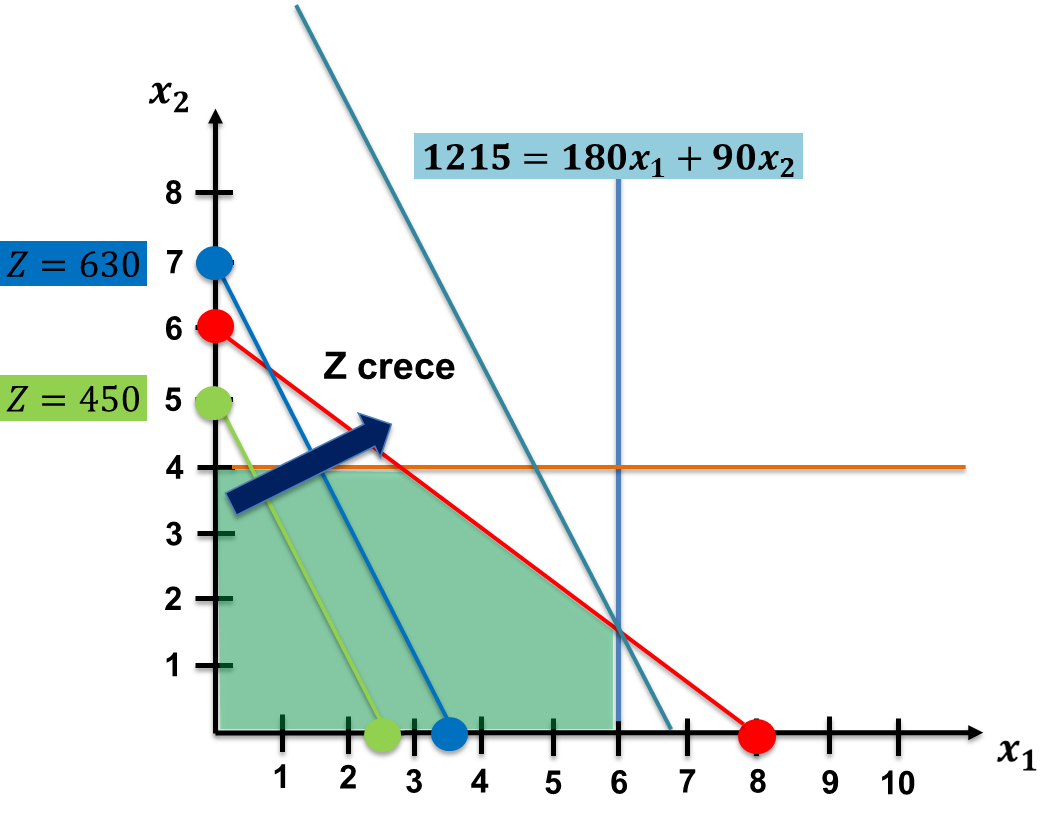 x₂
1215 = 180x₁ + 90x₂
8
Z = 630
7
6
Z crece
Z = 450
5
4
3
2
1
x₁
1 2 3 4 5 6 7 8 9 10